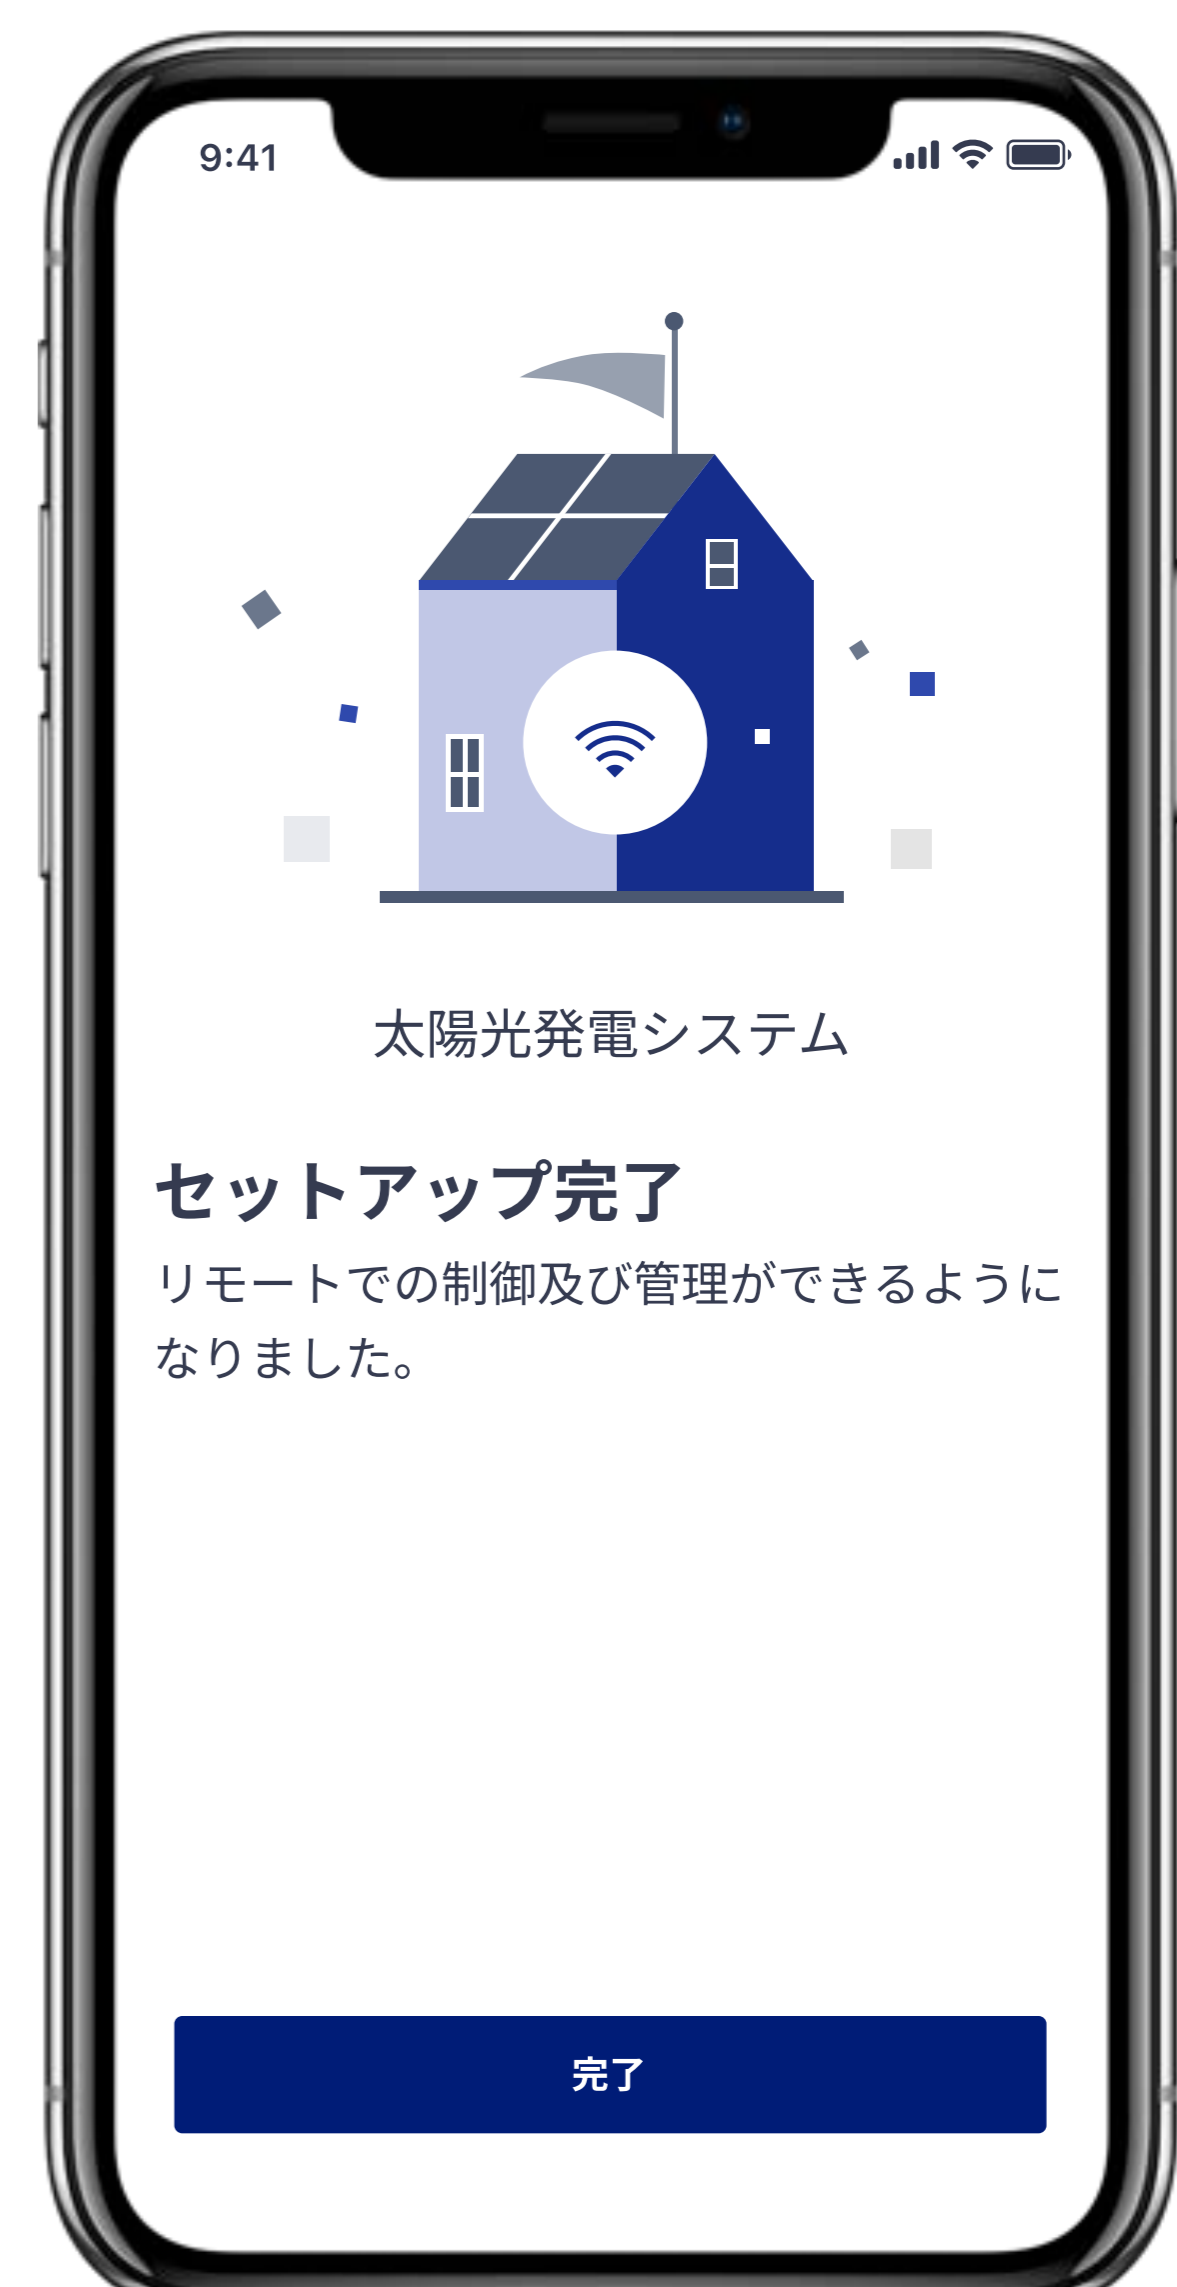 9:41
太陽光発電システム
セットアップ完了
リモートでの制御及び管理ができるように
なりました。
完了